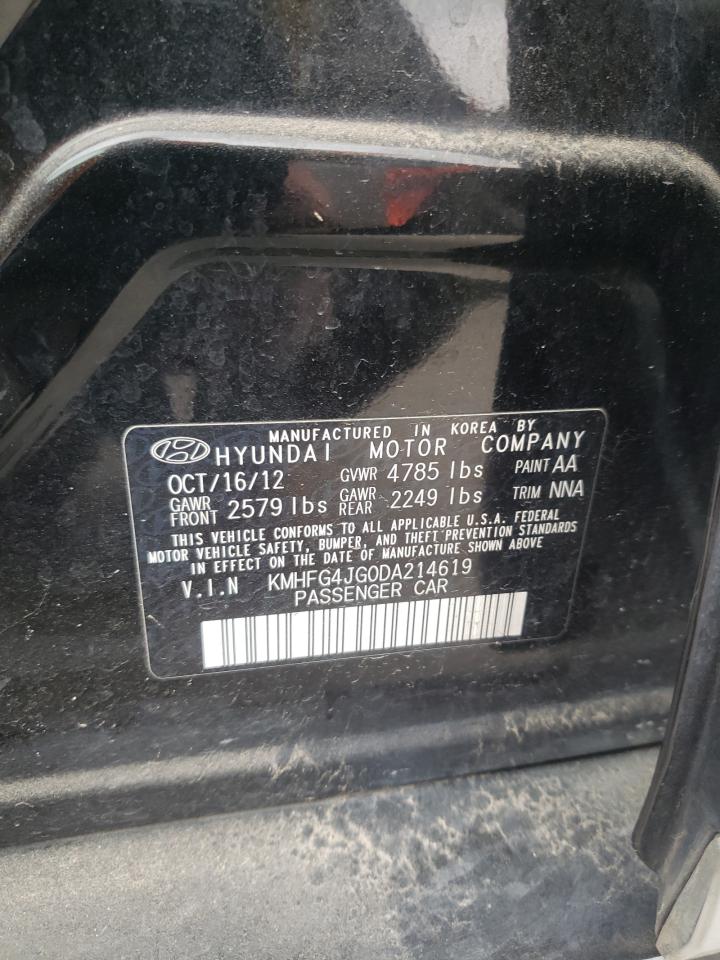 MANUFACTURED IN KOREA BY
HYUNDAI MOTOR COMPANY
OCT/16/12 GVWR 4785 lbs PAINT AA
GAWR FRONT 2579 lbs GAWR REAR 2249 lbs TRIM NNA
THIS VEHICLE CONFORMS TO ALL APPLICABLE U.S.A. FEDERAL
MOTOR VEHICLE SAFETY, BUMPER, AND THEFT PREVENTION STANDARDS
IN EFFECT ON THE DATE OF MANUFACTURE SHOWN ABOVE
V.I.N KMHFG4JG0DA214619
PASSENGER CAR